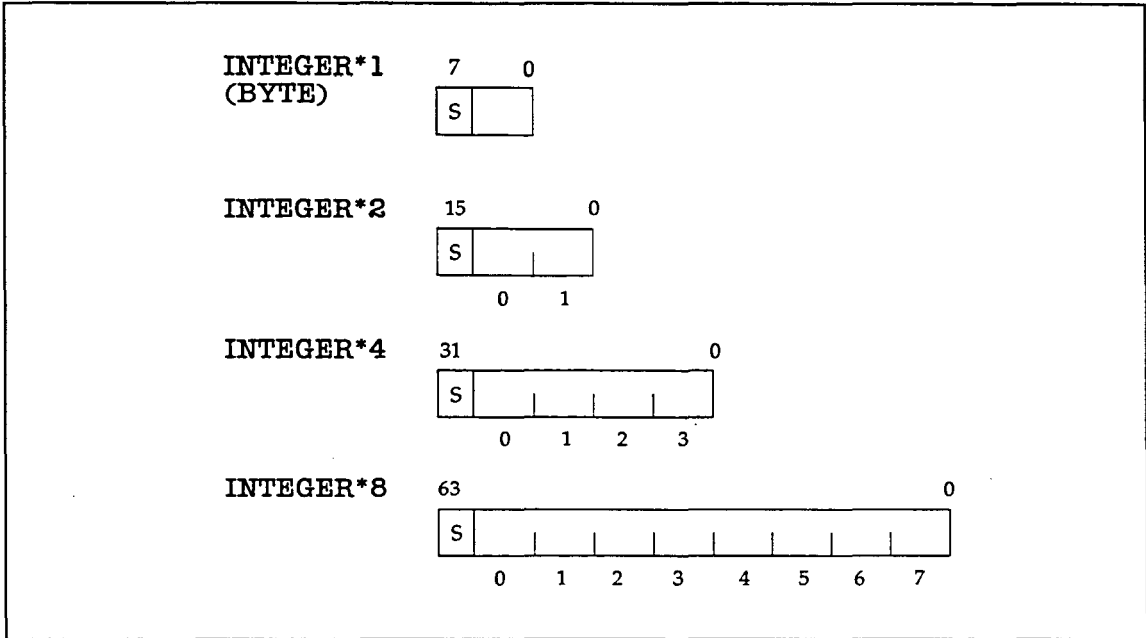 INTEGER*1 7 0
(BYTE)
S
INTEGER*2 15 0
S
0 1
INTEGER*4 31 0
S
0 1 2 3
INTEGER*8 63 0
S
0 1 2 3 4 5 6 7